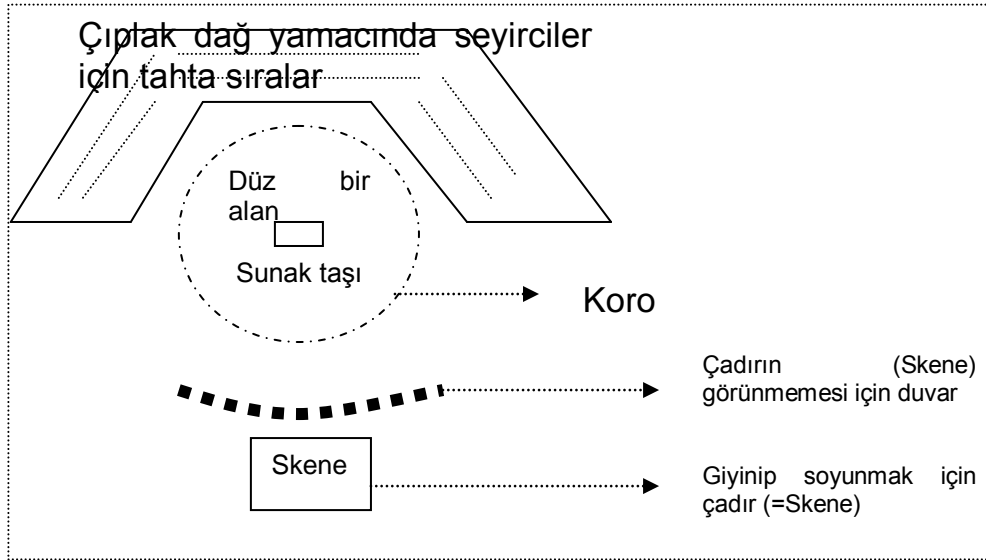 Çıplak dağ yamacında seyirciler
için tahta sıralar
Düz bir
alan
Sunak taşı
Koro
Çadırın (Skene)
görünmemesi için duvar
Skene
Giyinip soyunmak için
çadır (=Skene)